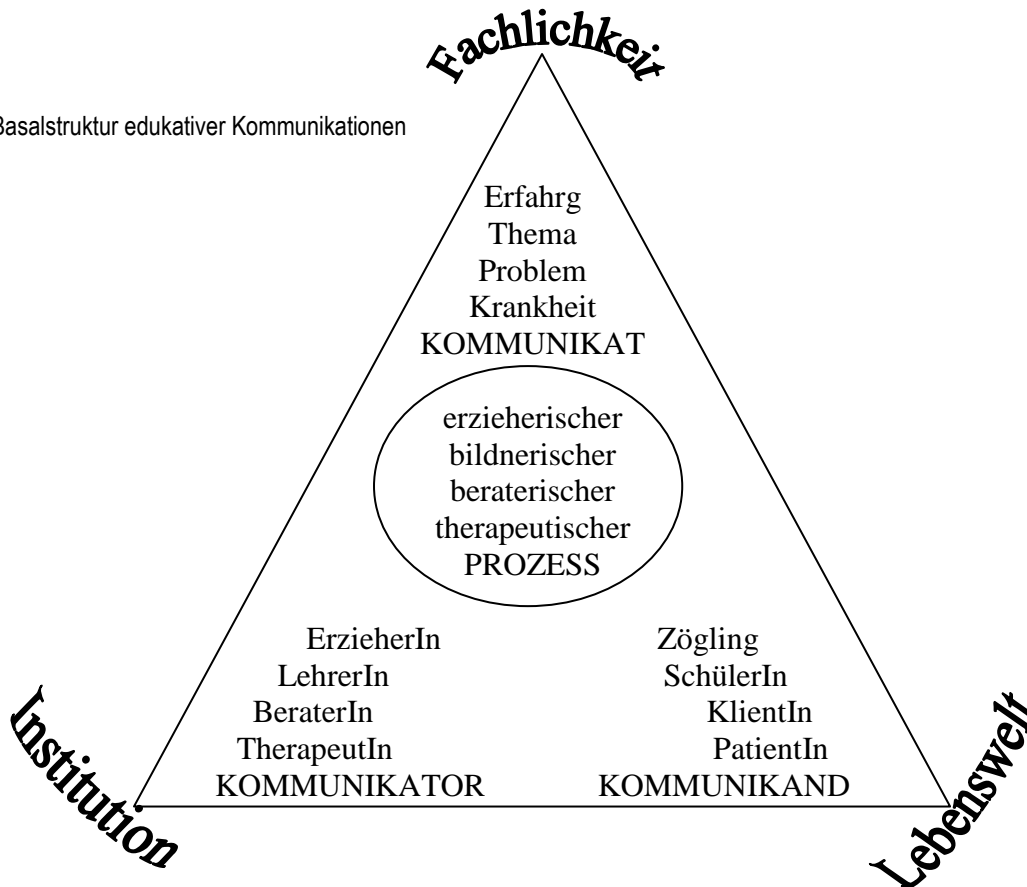 Fachlichkeit
Basalstruktur edukativer Kommunikationen
Erfahrg
Thema
Problem
Krankheit
KOMMUNIKAT
erzieherischer
bildnerischer
beraterischer
therapeutischer
PROZESS
ErzieherIn
LehrerIn
BeraterIn
TherapeutIn
KOMMUNIKATOR
Zögling
SchülerIn
KlientIn
PatientIn
KOMMUNIKAND
Institution
Lebenswelt